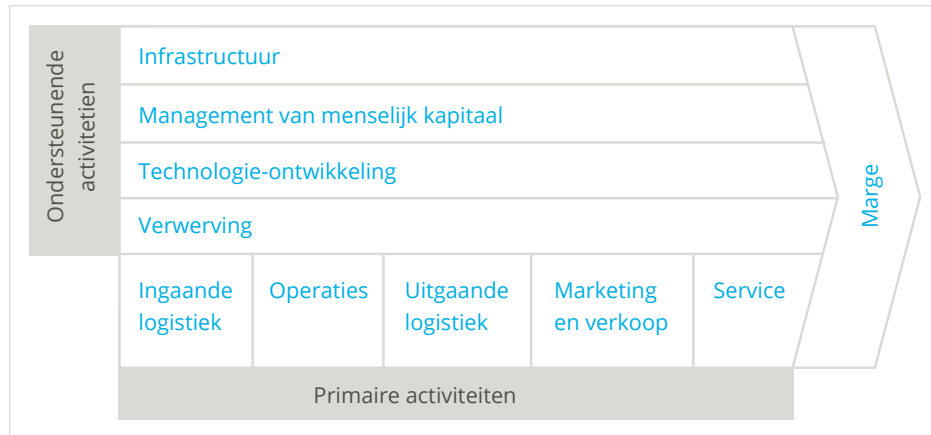 Ondersteunende
activitetien
Infrastructuur
Management van menselijk kapitaal
Technologie-ontwikkeling
Verwerving
Ingaande
logistiek
Operaties
Uitgaande
logistiek
Marketing
en verkoop
Service
Marge
Primaire activiteiten